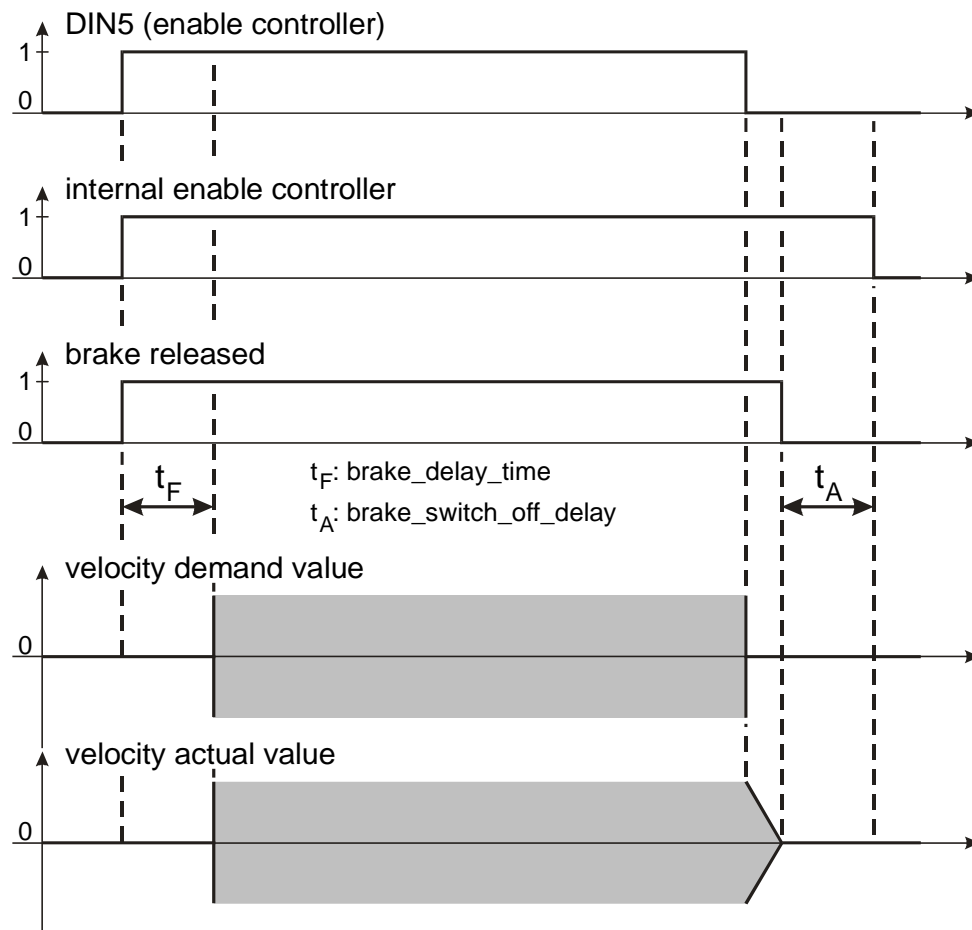 DIN5 (enable controller)
1
0
internal enable controller
1
0
brake released
1
0
tF
tF: brake_delay_time
tA: brake_switch_off_delay
tA
velocity demand value
0
velocity actual value
0